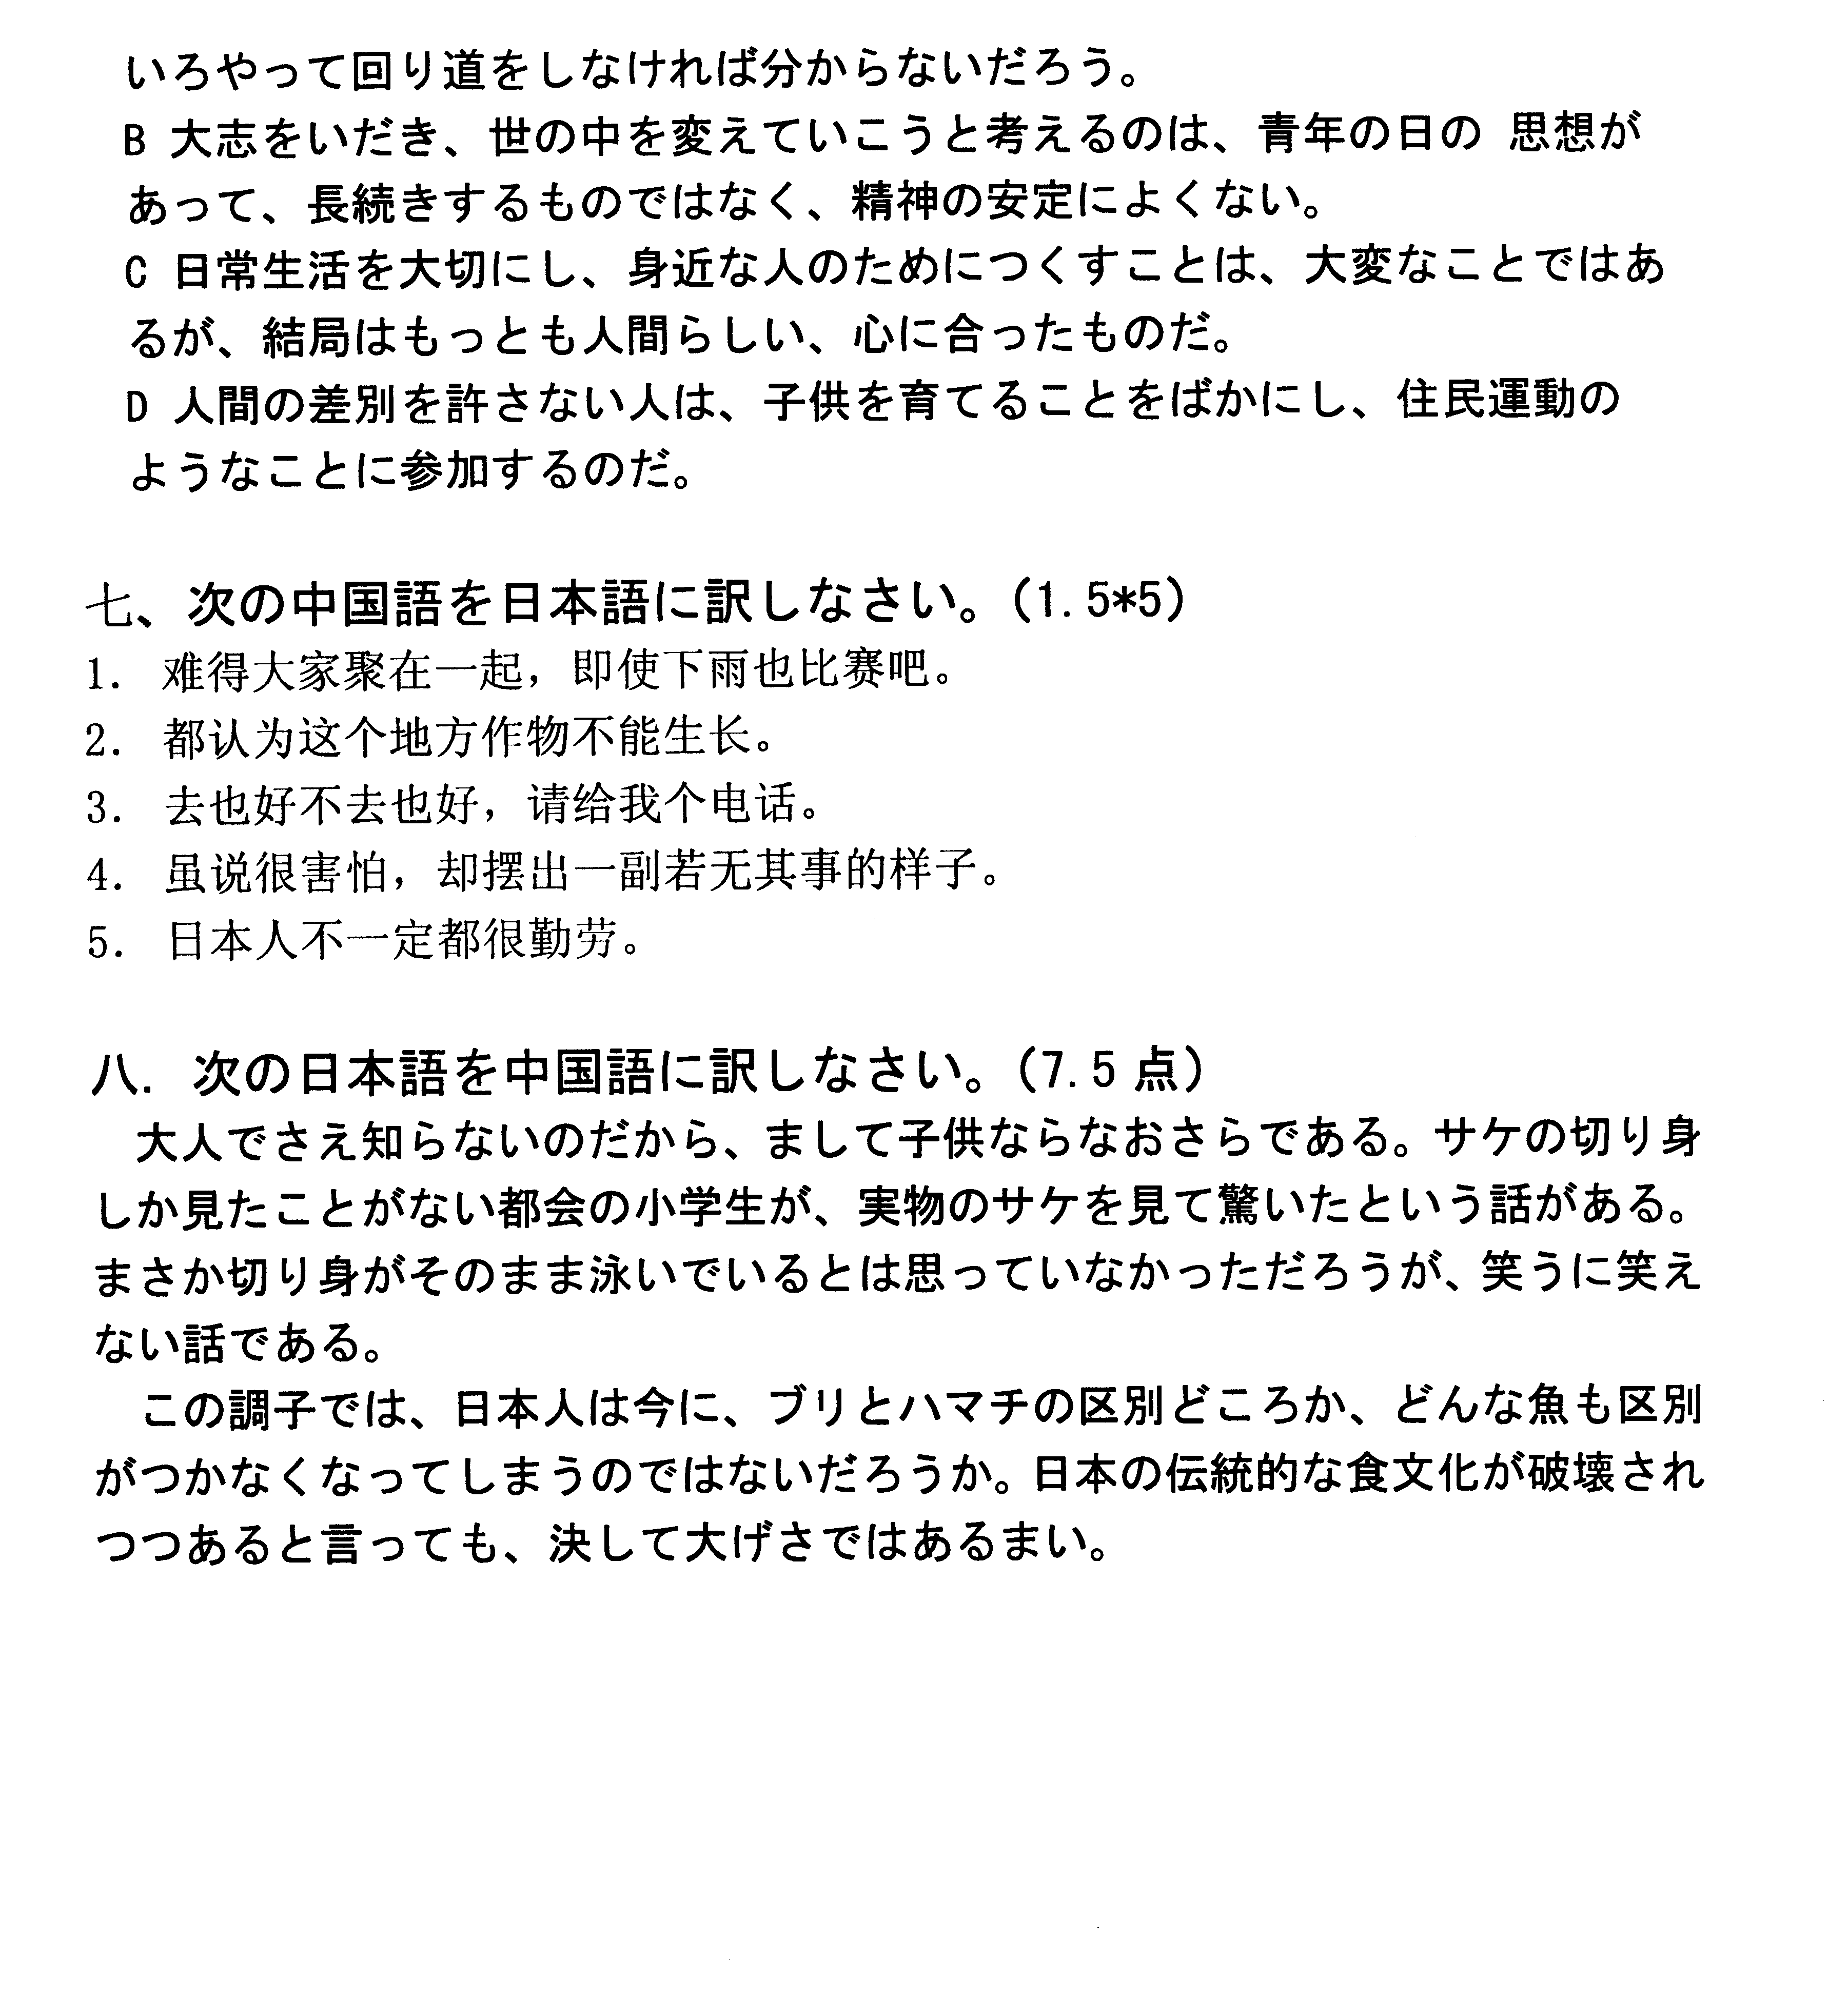 いろやって回り道をしなければ分からないだろう。
B 大志をいだき、世の中を変えていこうと考えるのは、青年の日の 思想が
あって、長続きするものではなく、精神の安定によくない。
C 日常生活を大切にし、身近な人のためにつくすことは、大変なことではあ
るが、結局はもっとも人間らしい、心に合ったものだ。
D 人間の差別を許さない人は、子供を育てることをばかにし、住民運動の
ようなことに参加するのだ。
七、次の中国語を日本語に訳しなさい。(1.5*5)
1. 难得大家聚在一起，即使下雨也比赛吧。
2. 都认为这个地方作物不能生长。
3. 去也好不去也好，请给我个电话。
4. 虽说很害怕，却摆出一副若无其事的样子。
5. 日本人不一定都很勤劳。
八. 次の日本語を中国語に訳しなさい。(7.5 点)
大人でさえ知らないのだから、まして子供ならなおさらである。サケの切り身
しか見たことがない都会の小学生が、実物のサケを見て驚いたという話がある。
まさか切り身がそのまま泳いでいるとは思っていなかっただろうが、笑うに笑え
ない話である。
この調子では、日本人は今に、ブリとハマチの区別どころか、どんな魚も区別
がつかなくなってしまうのではないだろうか。日本の伝統的な食文化が破壊され
つつあると言っても、決して大げさではあるまい。